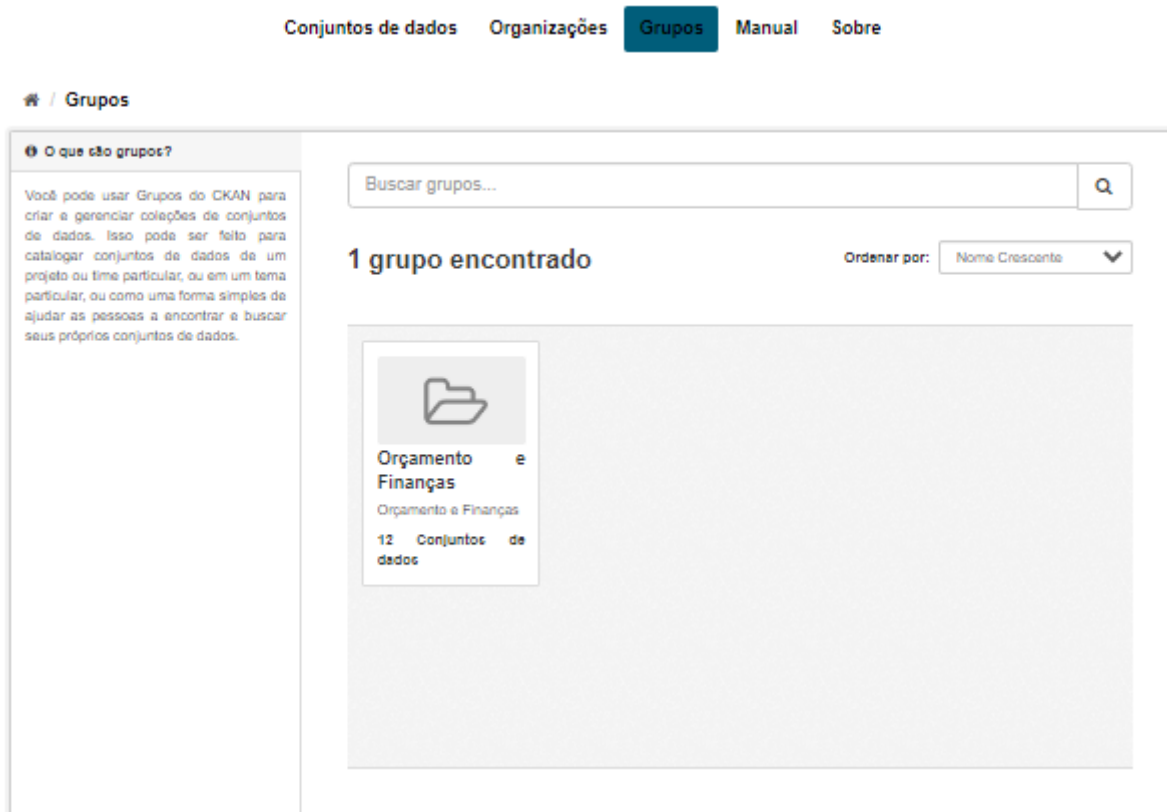 Conjuntos de dados Organizações Grupos Manual Sobre
/ Grupos
O que são grupos?
Você pode usar Grupos do CKAN para
criar e gerenciar coleções de conjuntos
de dados. Isso pode ser feito para
catalogar conjuntos de dados de um
projeto ou time particular, ou em um tema
particular, ou como uma forma simples de
ajudar as pessoas a encontrar e buscar
seus próprios conjuntos de dados.
Buscar grupos...
1 grupo encontrado
Ordenar por: Nome Crescente
Orçamento e
Finanças
Orçamento e Finanças
12 Conjuntos de
dados